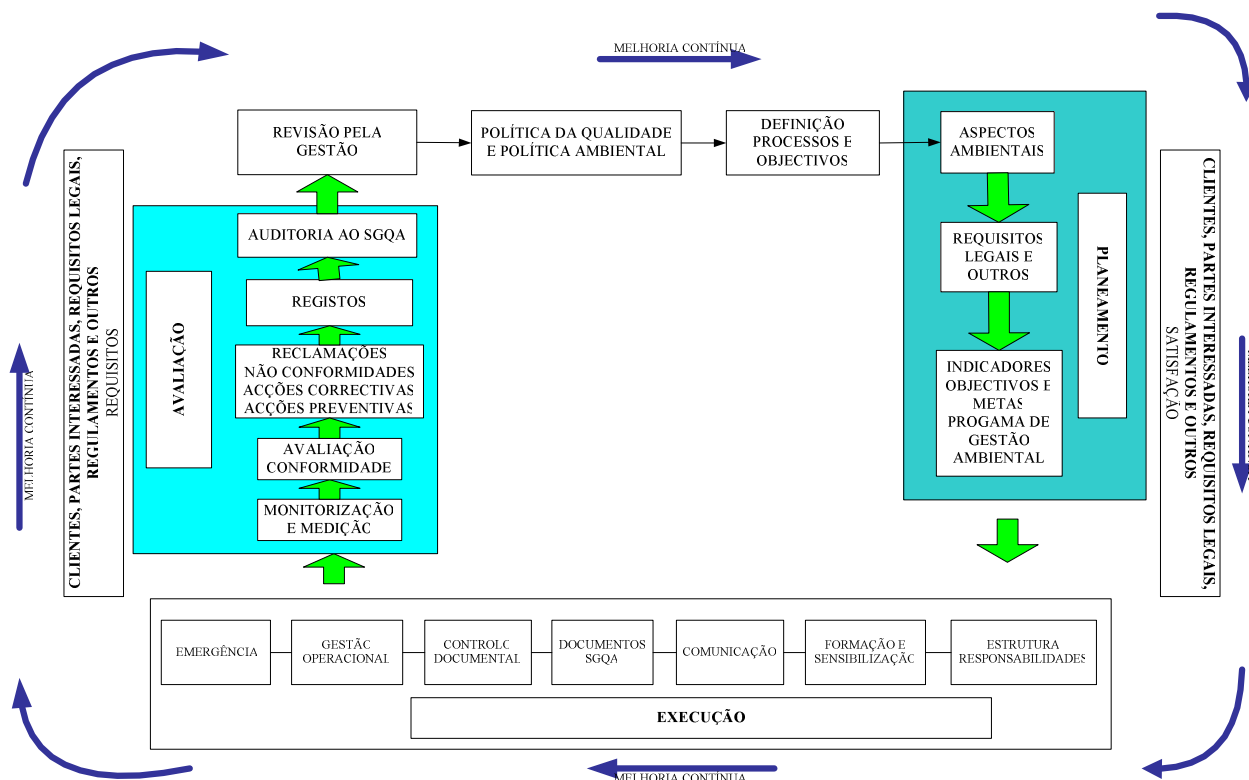 MELHORIA CONTÍNUA
REVISÃO PELA
GESTÃO
POLÍTICA DA QUALIDADE
E POLÍTICA AMBIENTAL
DEFINIÇÃO
PROCESSOS E
OBJECTIVOS
ASPECTOS
AMBIENTAIS
REQUISITOS
LEGAIS E
OUTROS
INDICADORES
OBJECTIVOS E
METAS
PROGAMA DE
GESTÃO
AMBIENTAL
PLANEAMENTO
CLIENTES, PARTES INTERESSADAS, REQUISITOS LEGAIS,
REGULAMENTOS E OUTROS
SATISFAÇÃO
AUDITORIA AO SGQA
REGISTOS
RECLAMAÇÕES
NÃO CONFORMIDADES
ACÇÕES CORRECTIVAS
ACÇÕES PREVENTIVAS
AVALIAÇÃO
CONFORMIDADE
MONITORIZAÇÃO
E MEDIÇÃO
AVALIAÇÃO
CLIENTES, PARTES INTERESSADAS, REQUISITOS LEGAIS,
REGULAMENTOS E OUTROS
REQUISITOS
MELHORIA CONTÍNUA
EMERGÊNCIA
GESTÃO
OPERACIONAL
CONTROLO
DOCUMENTAL
DOCUMENTOS
SGQA
COMUNICAÇÃO
FORMAÇÃO E
SENSIBILIZAÇÃO
ESTRUTURA
RESPONSABILIDADES
EXECUÇÃO
MELHORIA CONTÍNUA